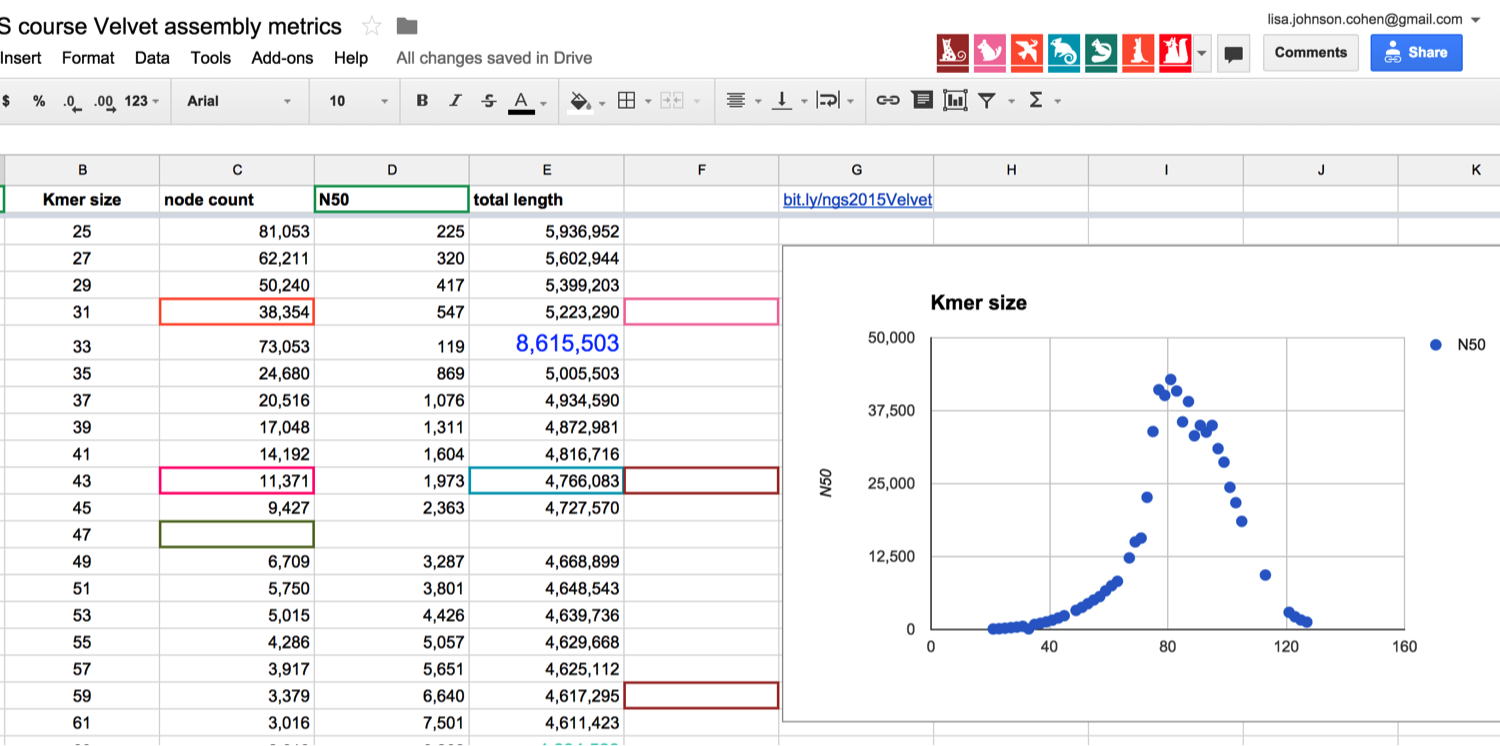 S course Velvet assembly metrics
lisa.johnson.cohen@gmail.com
Insert Format Data Tools Add-ons Help All changes saved in Drive
Comments Share
$ % .0 .00 123 Arial 10 B I S A Σ
B C D E F G H I J K
Kmer size node count N50 total length bit.ly/ngs2015Velvet
25 81,053 225 5,936,952
27 62,211 320 5,602,944
29 50,240 417 5,399,203
31 38,354 547 5,223,290
33 73,053 119 8,615,503
35 24,680 869 5,005,503
37 20,516 1,076 4,934,590
39 17,048 1,311 4,872,981
41 14,192 1,604 4,816,716
43 11,371 1,973 4,766,083
45 9,427 2,363 4,727,570
47
49 6,709 3,287 4,668,899
51 5,750 3,801 4,648,543
53 5,015 4,426 4,639,736
55 4,286 5,057 4,629,668
57 3,917 5,651 4,625,112
59 3,379 6,640 4,617,295
61 3,016 7,501 4,611,423
Kmer size
50,000
37,500
25,000
12,500
0
N50
0 40 80 120 160
N50